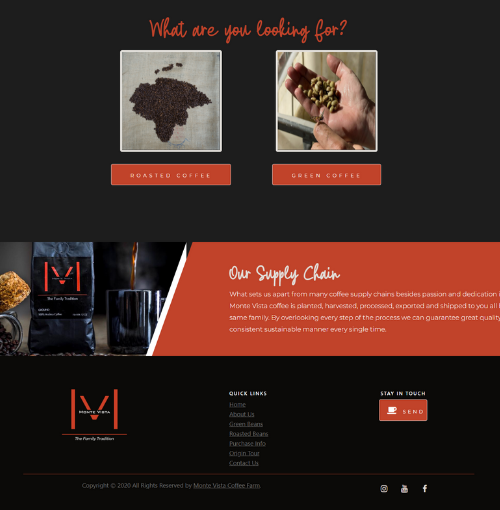 What are you looking for?
ROASTED COFFEE
GREEN COFFEE
The Family Tradition
Our Supply Chain
What sets us apart from many coffee supply chains besides passion and dedication
Monte Vista coffee is planted, harvested, processed, exported and shipped to you all
same family. By overlooking every step of the process we can guarantee great quality
consistent sustainable manner every single time.
MONTE VISTA
The Family Tradition
QUICK LINKS
Home
About Us
Green Beans
Roasted Beans
Purchase Info
Origin Tour
Contact Us
STAY IN TOUCH
SEND
Copyright © 2020 All Rights Reserved by Monte Vista Coffee Farm